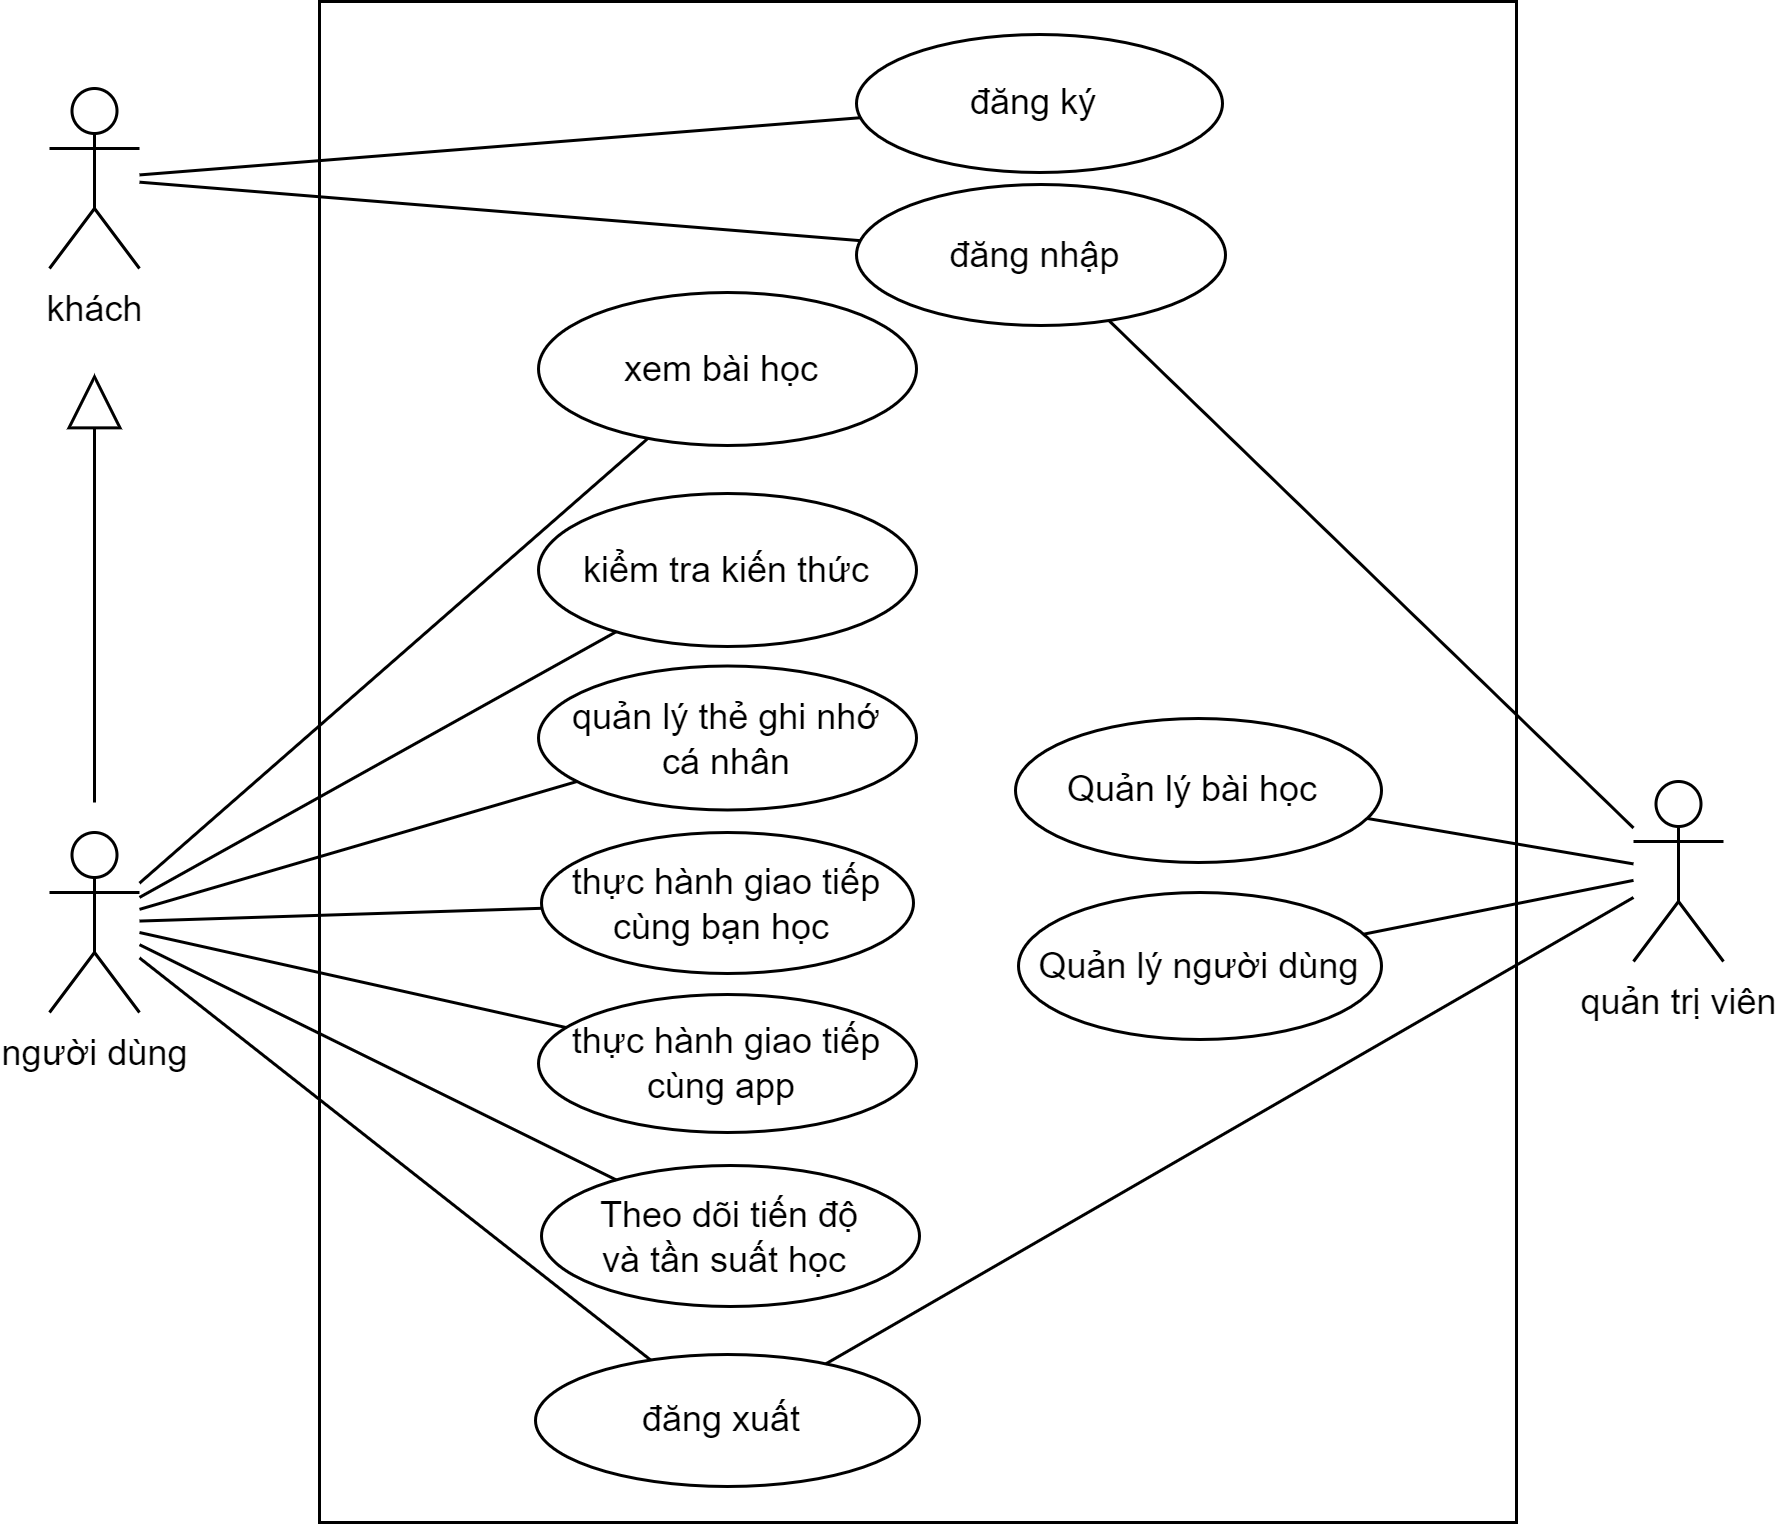 đăng ký
đăng nhập
khách
xem bài học
kiểm tra kiến thức
quản lý thẻ ghi nhớ
cá nhân
Quản lý bài học
thực hành giao tiếp
cùng bạn học
Quản lý người dùng
quản trị viên
người dùng
thực hành giao tiếp
cùng app
Theo dõi tiến độ
và tần suất học
đăng xuất